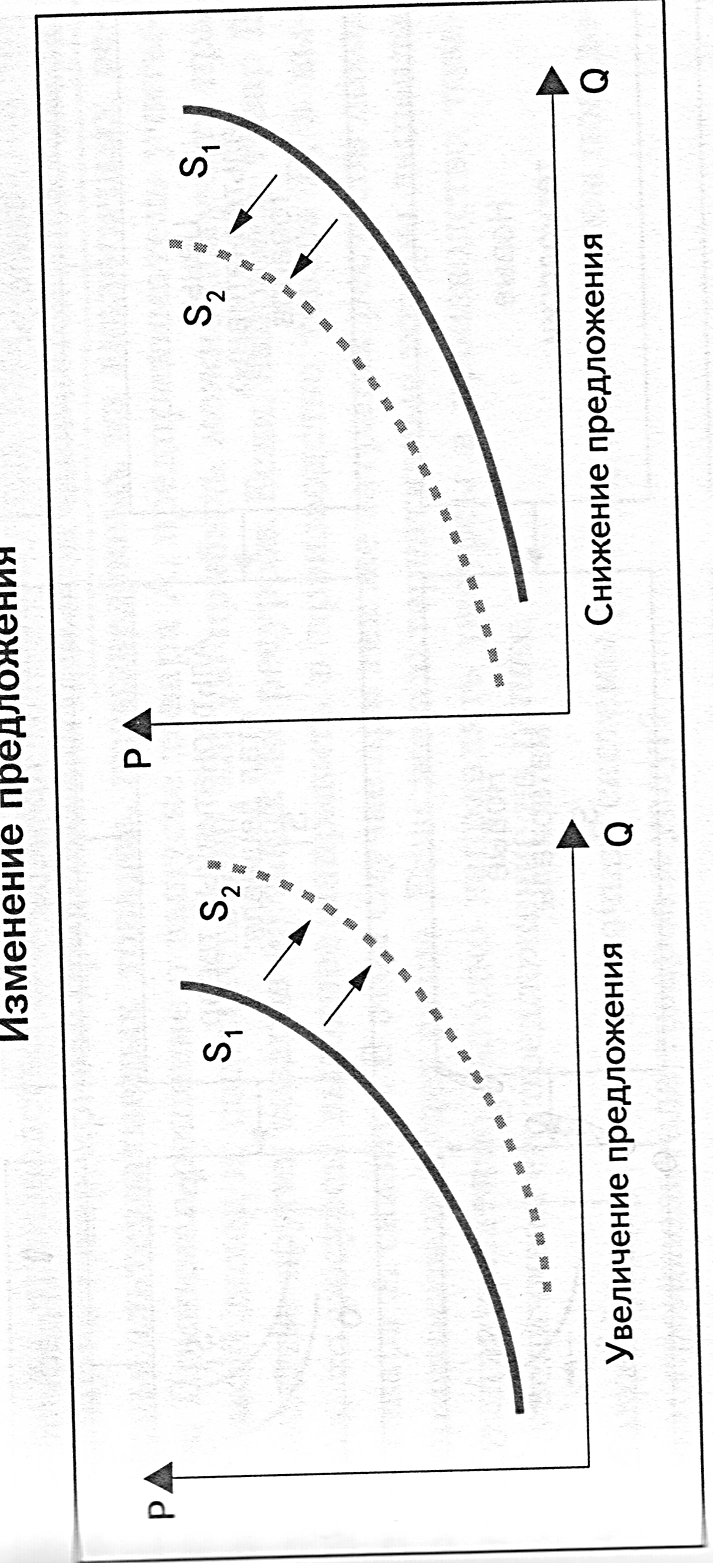 Изменение предложения
P
S₁
S₂
Q
Увеличение предложения
P
S₂
S₁
Q
Снижение предложения